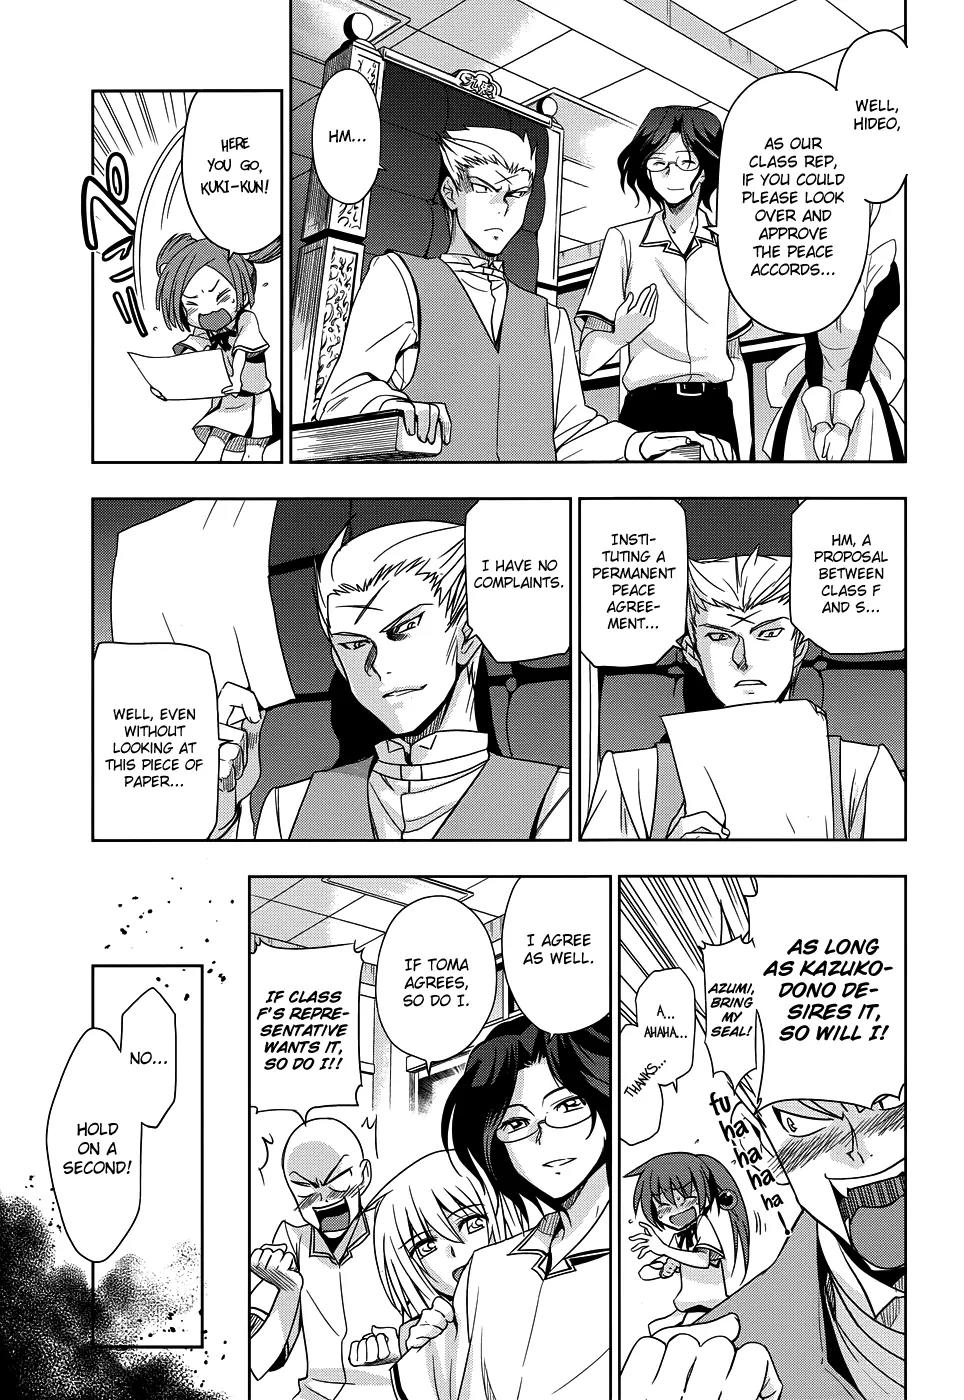 WELL,
HIDEO,
AS OUR
CLASS REP,
IF YOU COULD
PLEASE LOOK
OVER AND
APPROVE
THE PEACE
ACCORDS...
HM...
HERE
YOU GO,
KUKI-KUN!
HM, A
PROPOSAL
BETWEEN
CLASS F
AND S...
INSTI-
TUTING A
PERMANENT
PEACE
AGREE-
MENT...
I HAVE NO
COMPLAINTS.
WELL, EVEN
WITHOUT
LOOKING AT
THIS PIECE OF
PAPER...
AS LONG
AS KAZUKO-
DONO DE-
SIRES IT,
SO WILL I!
AZUMI,
BRING
MY
SEAL!
A...
AHAHA...
THANKS...
fu
ha
ha
ha
ha
!
I AGREE
AS WELL.
IF TOMA
AGREES,
SO DO I.
IF CLASS
F'S REPRE-
SENTATIVE
WANTS IT,
SO DO I!!
NO...
HOLD
ON A
SECOND!